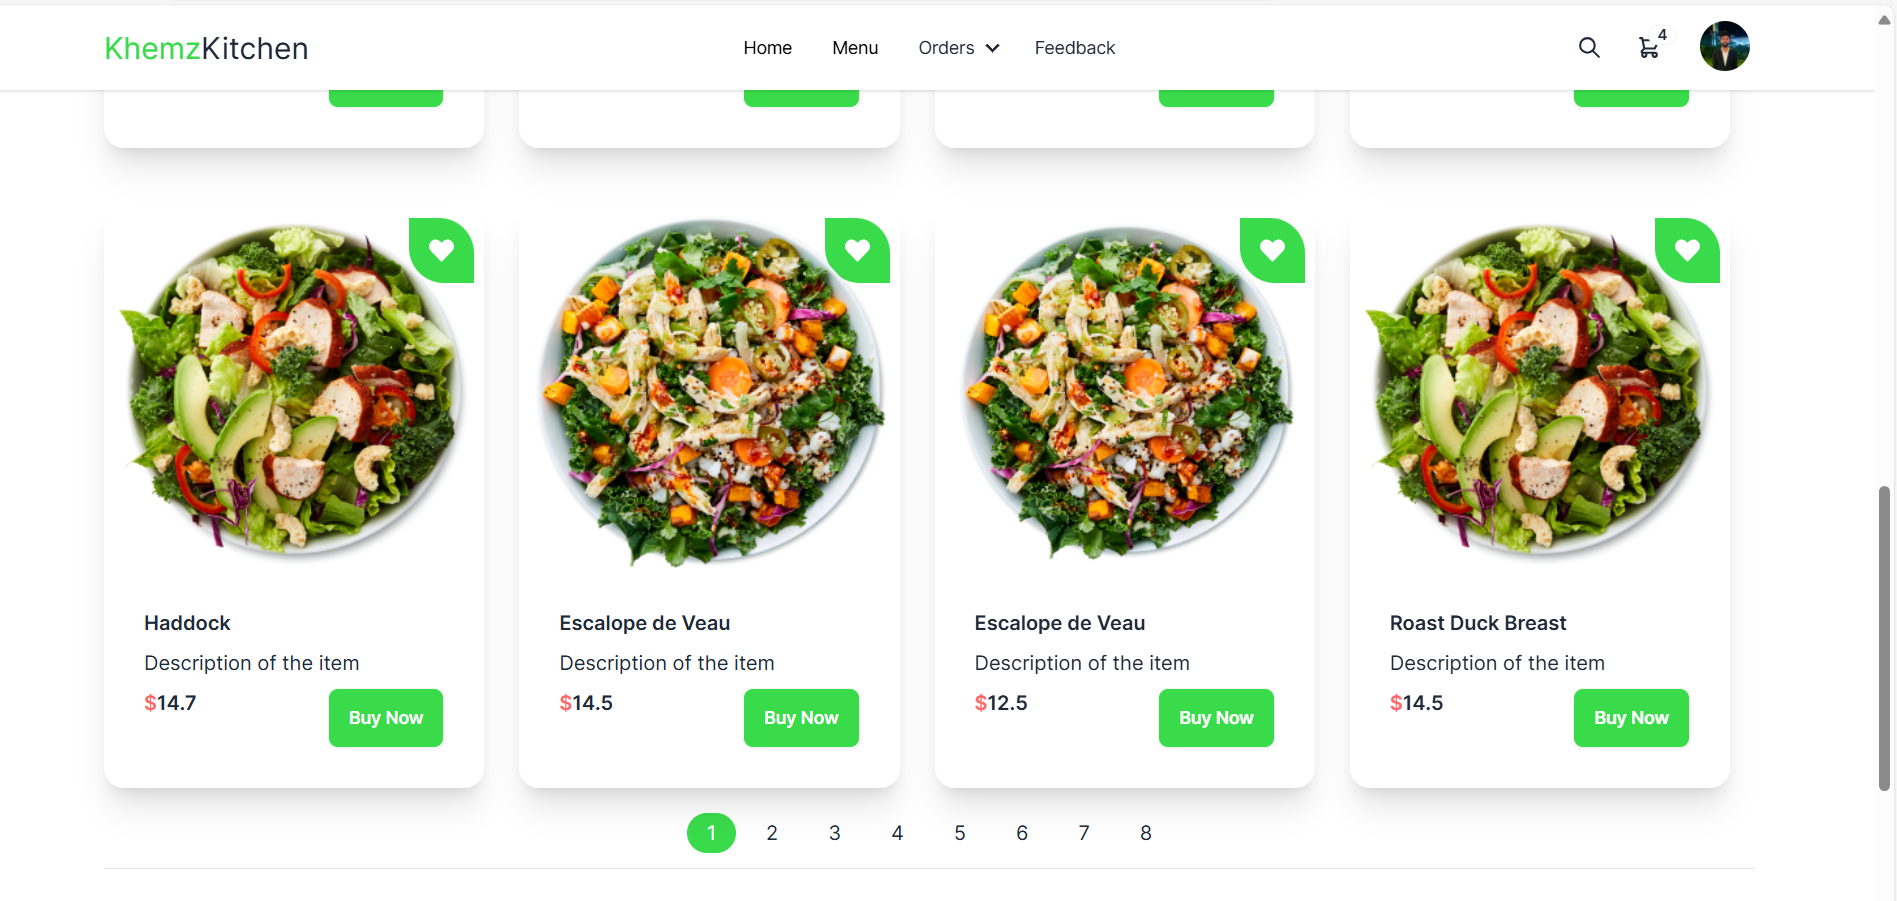 KhemzKitchen
Home Menu Orders Feedback
4
Haddock
Description of the item
$14.7
Buy Now
Escalope de Veau
Description of the item
$14.5
Buy Now
Escalope de Veau
Description of the item
$12.5
Buy Now
Roast Duck Breast
Description of the item
$14.5
Buy Now
1 2 3 4 5 6 7 8